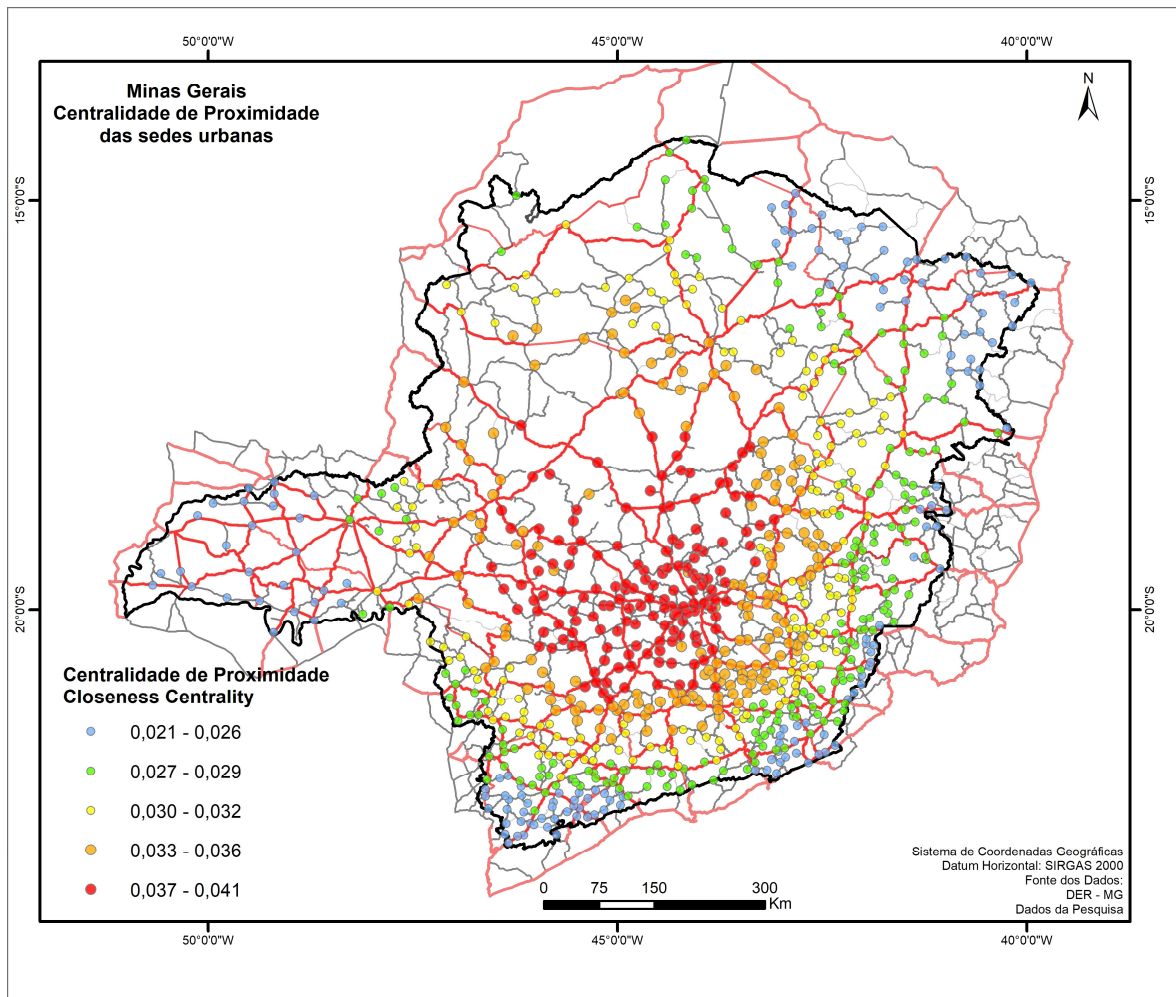 50°0'0"W 45°0'0"W 40°0'0"W
Minas Gerais
Centralidade de Proximidade
das sedes urbanas
N
15°0'0"S 15°0'0"S
20°0'0"S 20°0'0"S
Centralidade de Proximidade
Closeness Centrality
0,021 - 0,026
0,027 - 0,029
0,030 - 0,032
0,033 - 0,036
0,037 - 0,041
Sistema de Coordenadas Geográficas
Datum Horizontal: SIRGAS 2000
Fonte dos Dados:
DER - MG
Dados da Pesquisa
0 75 150 300
Km
50°0'0"W 45°0'0"W 40°0'0"W